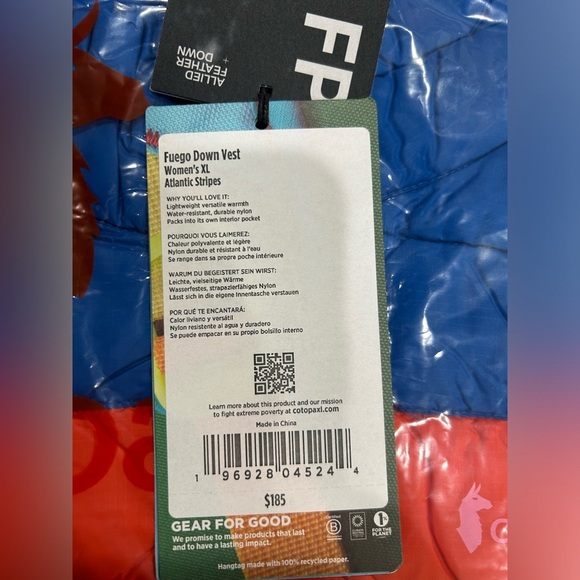 ALLIED
FEATHER
+
DOWN
FP
Fuego Down Vest
Women's XL
Atlantic Stripes
WHY YOU'LL LOVE IT:
Lightweight versatile warmth
Water-resistant, durable nylon
Packs into its own interior pocket
POURQUOI VOUS L'AIMEREZ:
Chaleur polyvalente et légère
Nylon durable et résistant à l'eau
Se range dans sa propre poche intérieure
WARUM DU BEGEISTERT SEIN WIRST:
Leichte, vielseitige Wärme
Wasserfestes, strapazierfähiges Nylon
Lässt sich in die eigene Innentasche verstauen
POR QUÉ TE ENCANTARÁ:
Calor liviano y versátil
Nylon resistente al agua y duradero
Se puede empacar en su propio bolsillo interno
Learn more about this product and our mission
to fight extreme poverty at cotopaxi.com
Made in China
1 96928 04524 4
$185
GEAR FOR GOOD
We promise to make products that last
and to have a lasting impact.
Certified
B
1%
FOR THE
PLANET
Hangtag made with 100% recycled paper.